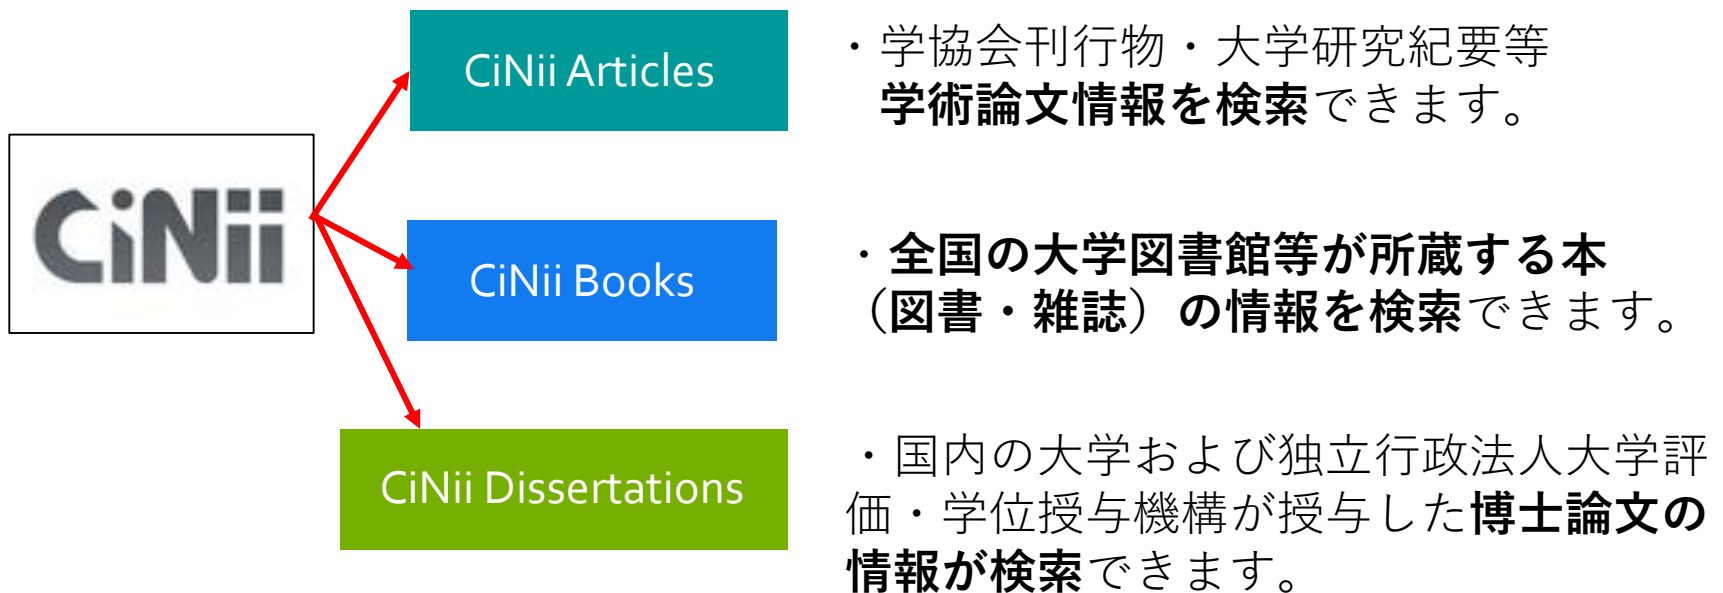 CiNii
CiNii Articles
・学協会刊行物・大学研究紀要等
学術論文情報を検索できます。
CiNii Books
・全国の大学図書館等が所蔵する本
（図書・雑誌）の情報を検索できます。
CiNii Dissertations
・国内の大学および独立行政法人大学評
価・学位授与機構が授与した博士論文の
情報が検索できます。